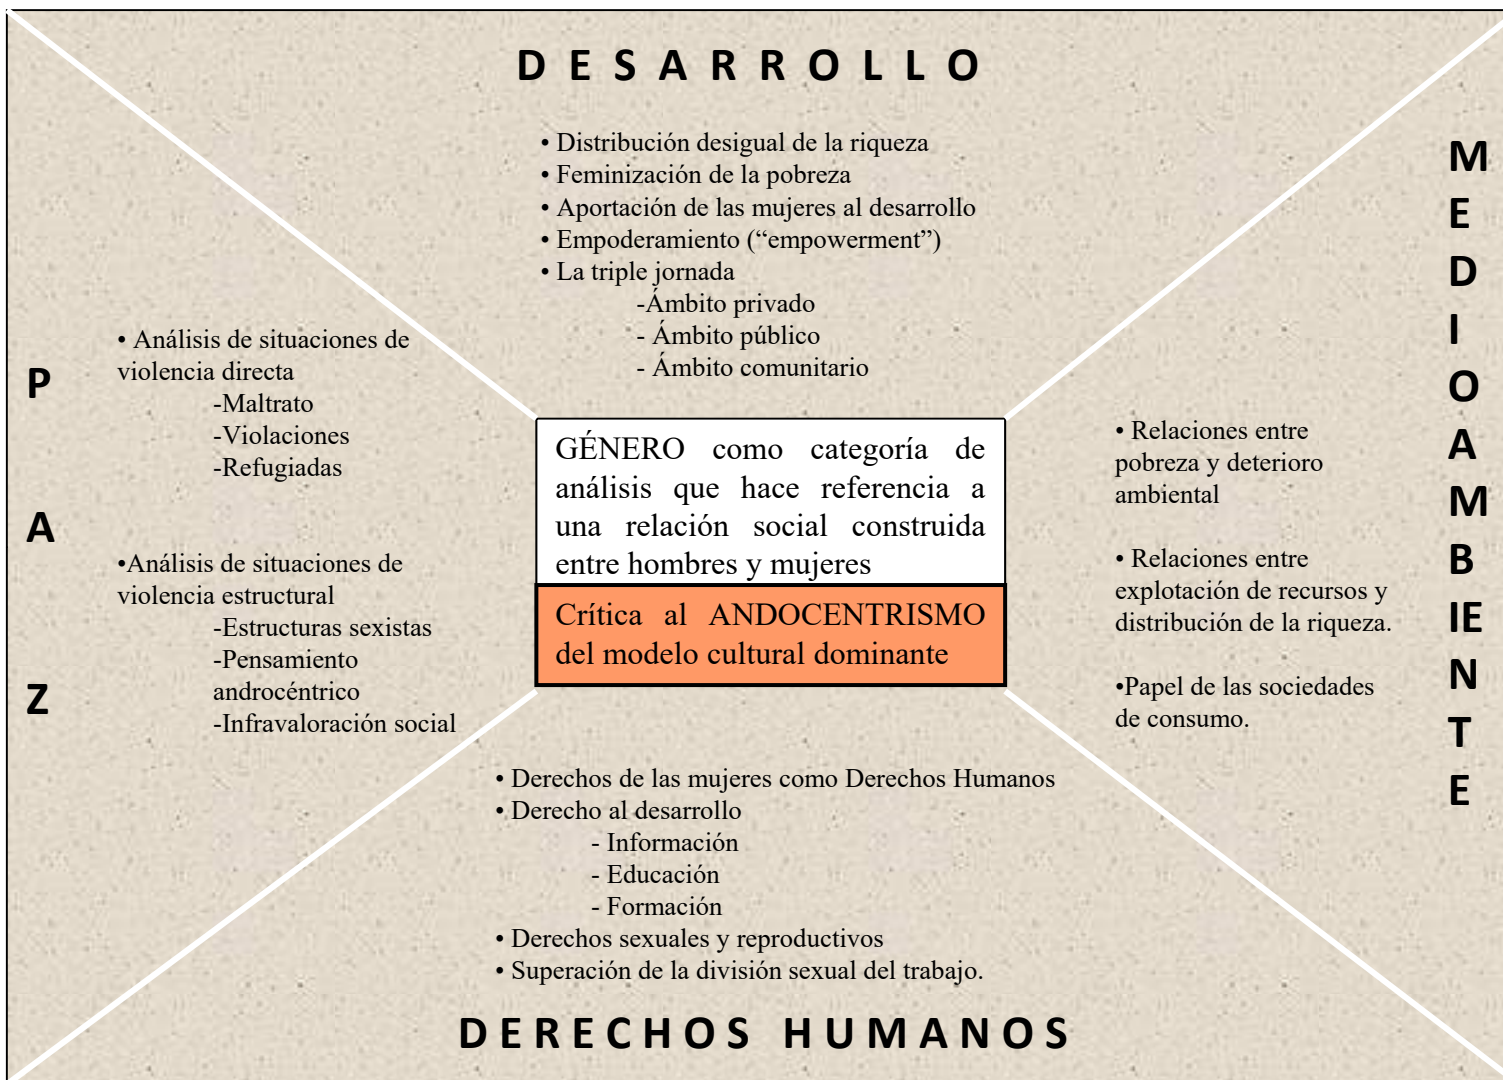 D E S A R R O L L O
• Distribución desigual de la riqueza
• Feminización de la pobreza
• Aportación de las mujeres al desarrollo
• Empoderamiento (“empowerment”)
• La triple jornada
-Ámbito privado
- Ámbito público
- Ámbito comunitario
P
A
Z
• Análisis de situaciones de
violencia directa
-Maltrato
-Violaciones
-Refugiadas
•Análisis de situaciones de
violencia estructural
-Estructuras sexistas
-Pensamiento
androcéntrico
-Infravaloración social
GÉNERO como categoría de
análisis que hace referencia a
una relación social construida
entre hombres y mujeres
Crítica al ANDOCENTRISMO
del modelo cultural dominante
• Relaciones entre
pobreza y deterioro
ambiental
• Relaciones entre
explotación de recursos y
distribución de la riqueza.
•Papel de las sociedades
de consumo.
M
E
D
I
O
A
M
B
IE
N
T
E
• Derechos de las mujeres como Derechos Humanos
• Derecho al desarrollo
- Información
- Educación
- Formación
• Derechos sexuales y reproductivos
• Superación de la división sexual del trabajo.
D E R E C H O S H U M A N O S